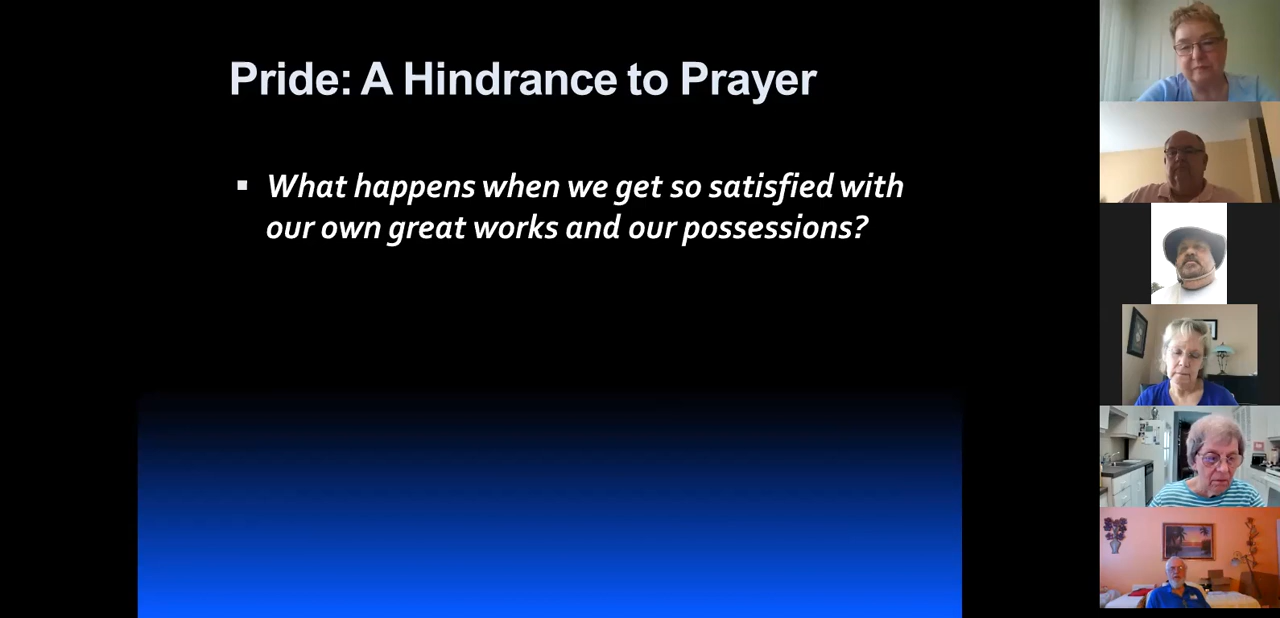 Pride: A Hindrance to Prayer
▪ What happens when we get so satisfied with
our own great works and our possessions?